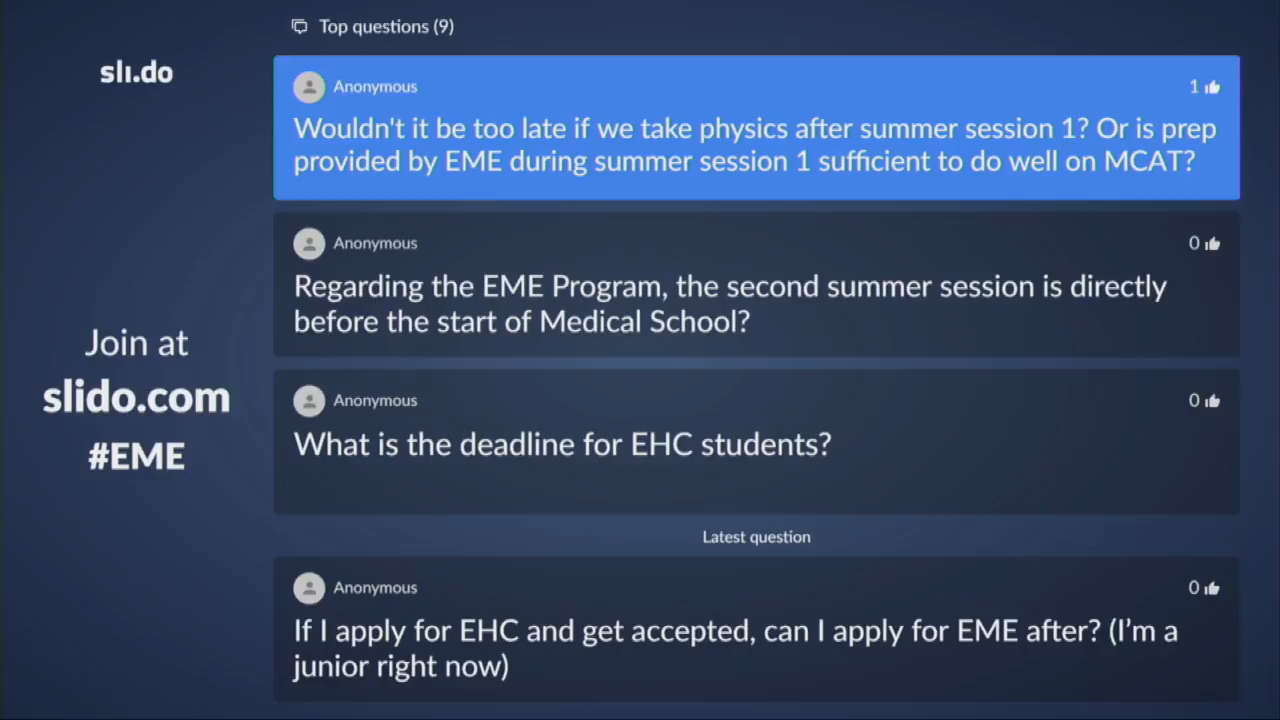 Top questions (9)
sli.do
Anonymous
1
Wouldn't it be too late if we take physics after summer session 1? Or is prep
provided by EME during summer session 1 sufficient to do well on MCAT?
Anonymous
0
Regarding the EME Program, the second summer session is directly
before the start of Medical School?
Join at
slido.com
#EME
Anonymous
0
What is the deadline for EHC students?
Latest question
Anonymous
0
If I apply for EHC and get accepted, can I apply for EME after? (I'm a
junior right now)